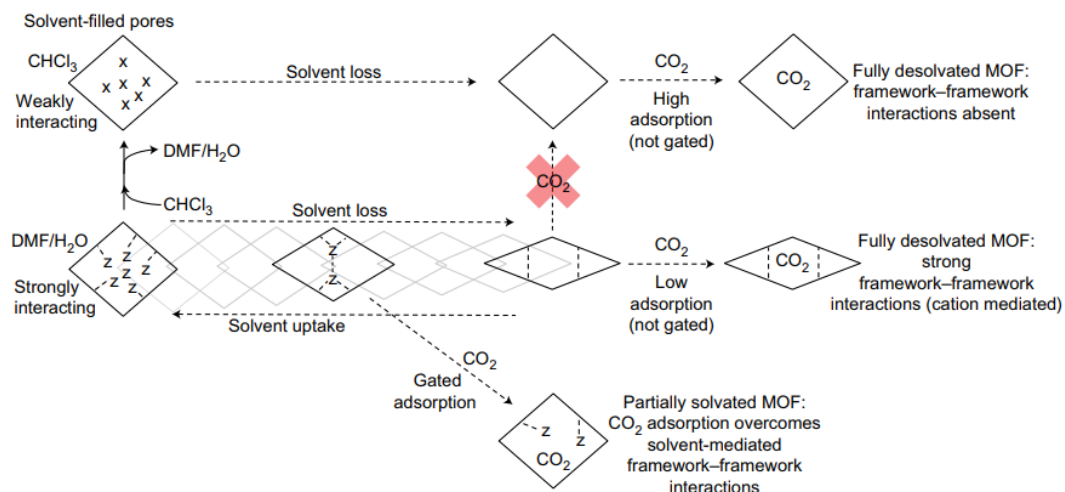 Solvent-filled pores
CHCl3
x
x x x
x x
Weakly
interacting
Solvent loss
CO2
High
adsorption
(not gated)
CO2
Fully desolvated MOF:
framework–framework
interactions absent
DMF/H2O
CHCl3
CO2
Solvent loss
DMF/H2O
z z z
z z z
Strongly
interacting
z
z
CO2
Low
adsorption
(not gated)
CO2
Fully desolvated MOF:
strong
framework–framework
interactions (cation mediated)
Solvent uptake
CO2
Gated
adsorption
z
z
CO2
Partially solvated MOF:
CO2 adsorption overcomes
solvent-mediated
framework–framework
interactions